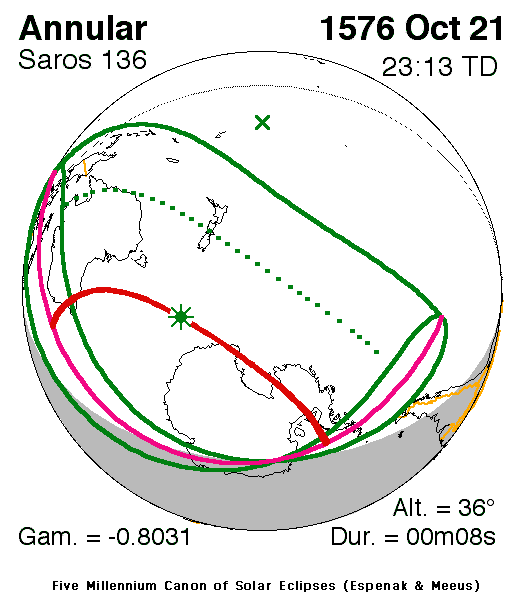 Annular 1576 Oct 21
Saros 136 23:13 TD
Alt. = 36°
Gam. = -0.8031 Dur. = 00m08s
Five Millennium Canon of Solar Eclipses (Espenak & Meeus)